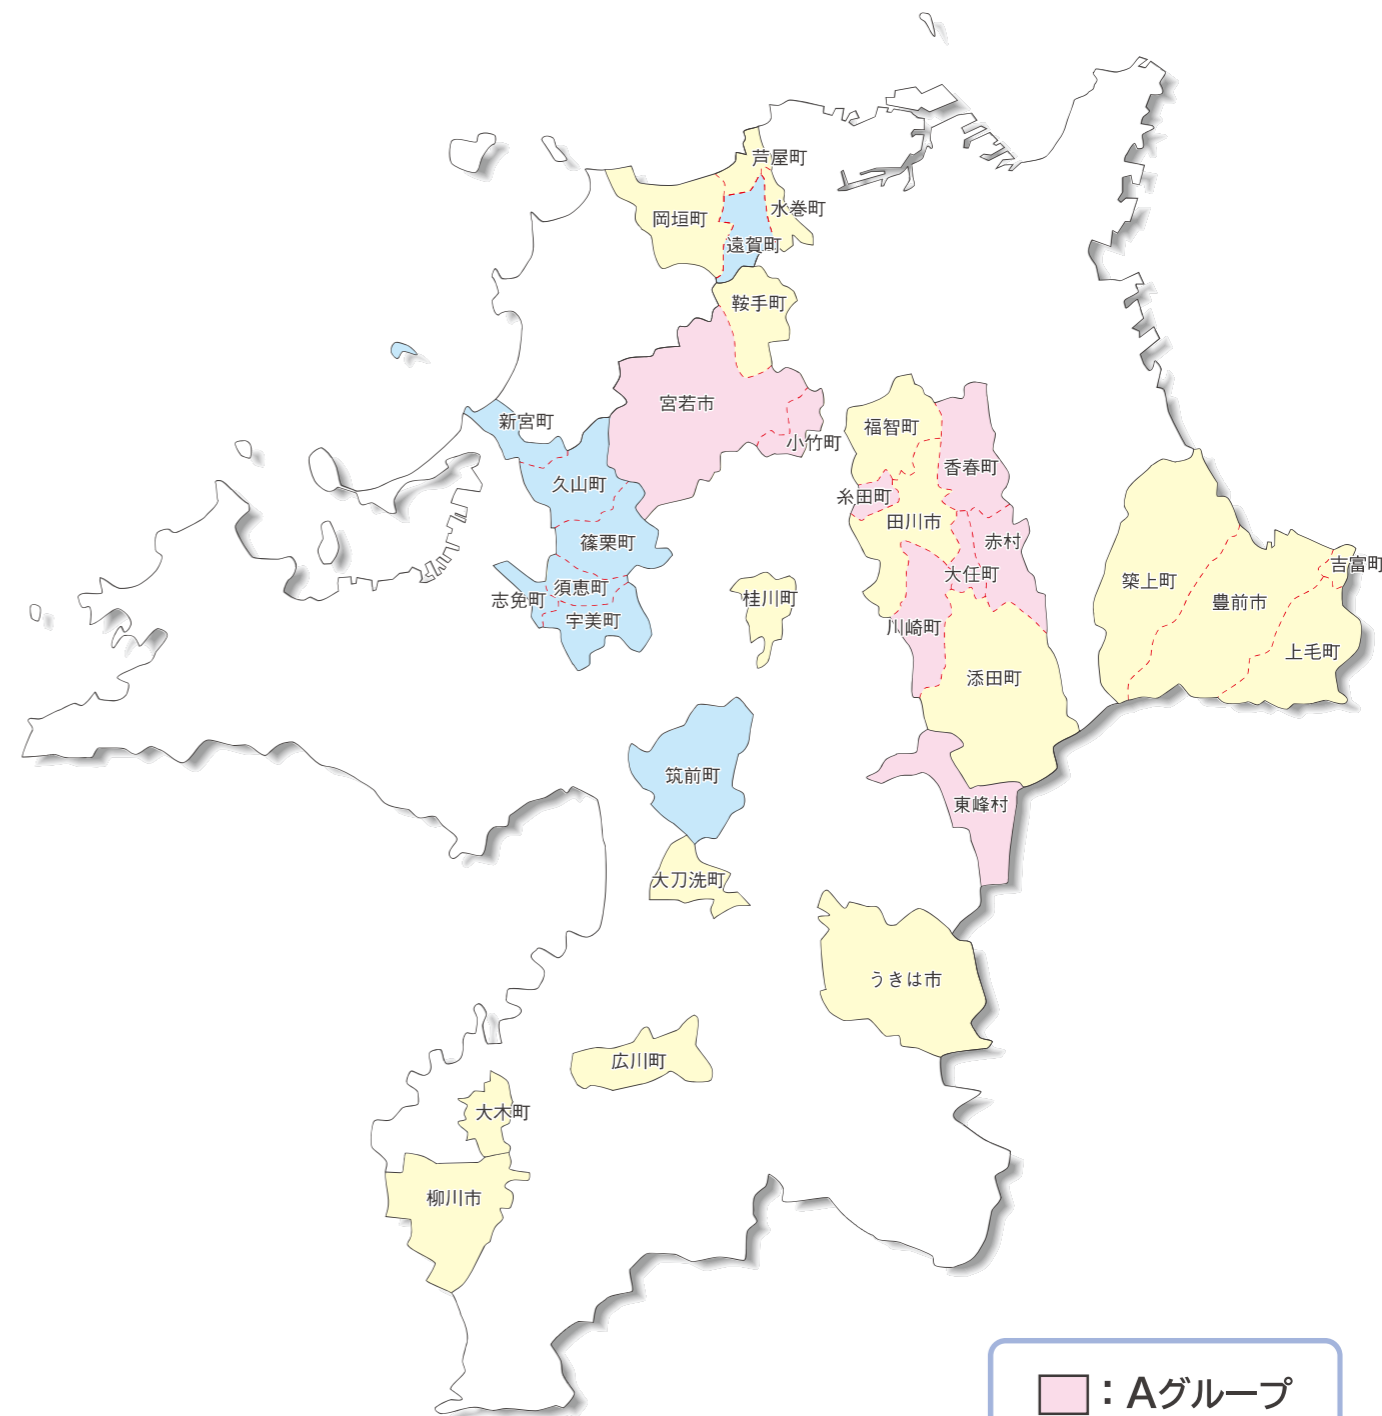 芦屋町
水巻町
岡垣町
遠賀町
鞍手町
宮若市
小竹町
新宮町
福智町
香春町
久山町
糸田町
田川市
篠栗町
赤村
吉富町
大任町
築上町
須恵町
志免町
桂川町
豊前市
宇美町
川崎町
上毛町
添田町
筑前町
東峰村
大刀洗町
うきは市
広川町
大木町
柳川市
：Aグループ